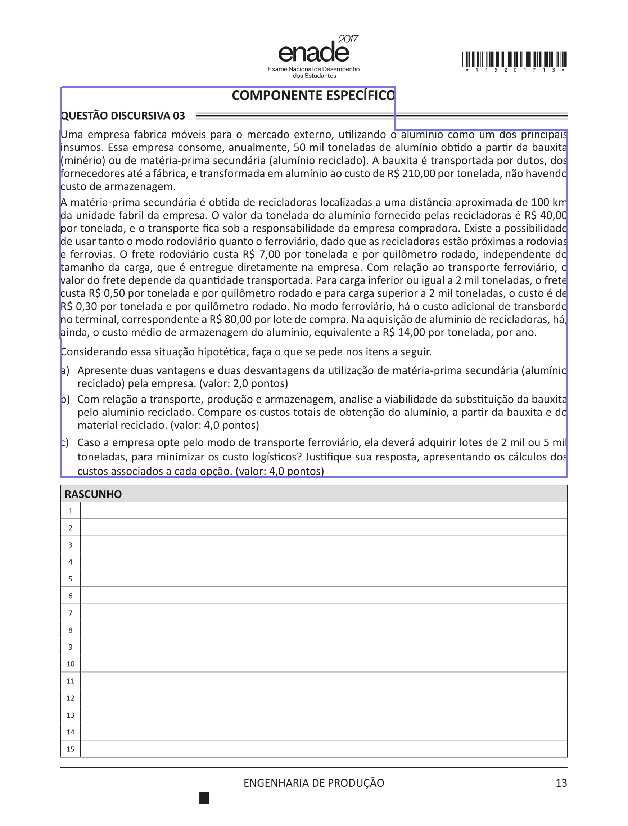 enade 2017
Exame Nacional de Desempenho
dos Estudantes
*R1320171 3*
COMPONENTE ESPECÍFICO
QUESTÃO DISCURSIVA 03
Uma empresa fabrica móveis para o mercado externo, utilizando o alumínio como um dos principais
insumos. Essa empresa consome, anualmente, 50 mil toneladas de alumínio obtido a partir da bauxita
(minério) ou de matéria-prima secundária (alumínio reciclado). A bauxita é transportada por dutos, dos
fornecedores até a fábrica, e transformada em alumínio ao custo de R$ 210,00 por tonelada, não havendo
custo de armazenagem.
A matéria-prima secundária é obtida de recicladoras localizadas a uma distância aproximada de 100 km
da unidade fabril da empresa. O valor da tonelada do alumínio fornecido pelas recicladoras é R$ 40,00
por tonelada, e o transporte fica sob a responsabilidade da empresa compradora. Existe a possibilidade
de usar tanto o modo rodoviário quanto o ferroviário, dado que as recicladoras estão próximas a rodovias
e ferrovias. O frete rodoviário custa R$ 7,00 por tonelada e por quilômetro rodado, independente do
tamanho da carga, que é entregue diretamente na empresa. Com relação ao transporte ferroviário, o
valor do frete depende da quantidade transportada. Para carga inferior ou igual a 2 mil toneladas, o frete
custa R$ 0,50 por tonelada e por quilômetro rodado e para carga superior a 2 mil toneladas, o custo é de
R$ 0,30 por tonelada e por quilômetro rodado. No modo ferroviário, há o custo adicional de transbordo
no terminal, correspondente a R$ 80,00 por lote de compra. Na aquisição de alumínio de recicladoras, há,
ainda, o custo médio de armazenagem do alumínio, equivalente a R$ 14,00 por tonelada, por ano.
Considerando essa situação hipotética, faça o que se pede nos itens a seguir.
a) Apresente duas vantagens e duas desvantagens da utilização de matéria-prima secundária (alumínio
reciclado) pela empresa. (valor: 2,0 pontos)
b) Com relação a transporte, produção e armazenagem, analise a viabilidade da substituição da bauxita
pelo alumínio reciclado. Compare os custos totais de obtenção do alumínio, a partir da bauxita e do
material reciclado. (valor: 4,0 pontos)
c) Caso a empresa opte pelo modo de transporte ferroviário, ela deverá adquirir lotes de 2 mil ou 5 mil
toneladas, para minimizar os custo logísticos? Justifique sua resposta, apresentando os cálculos dos
custos associados a cada opção. (valor: 4,0 pontos)
RASCUNHO
1
2
3
4
5
6
7
8
9
10
11
12
13
14
15
ENGENHARIA DE PRODUÇÃO 13